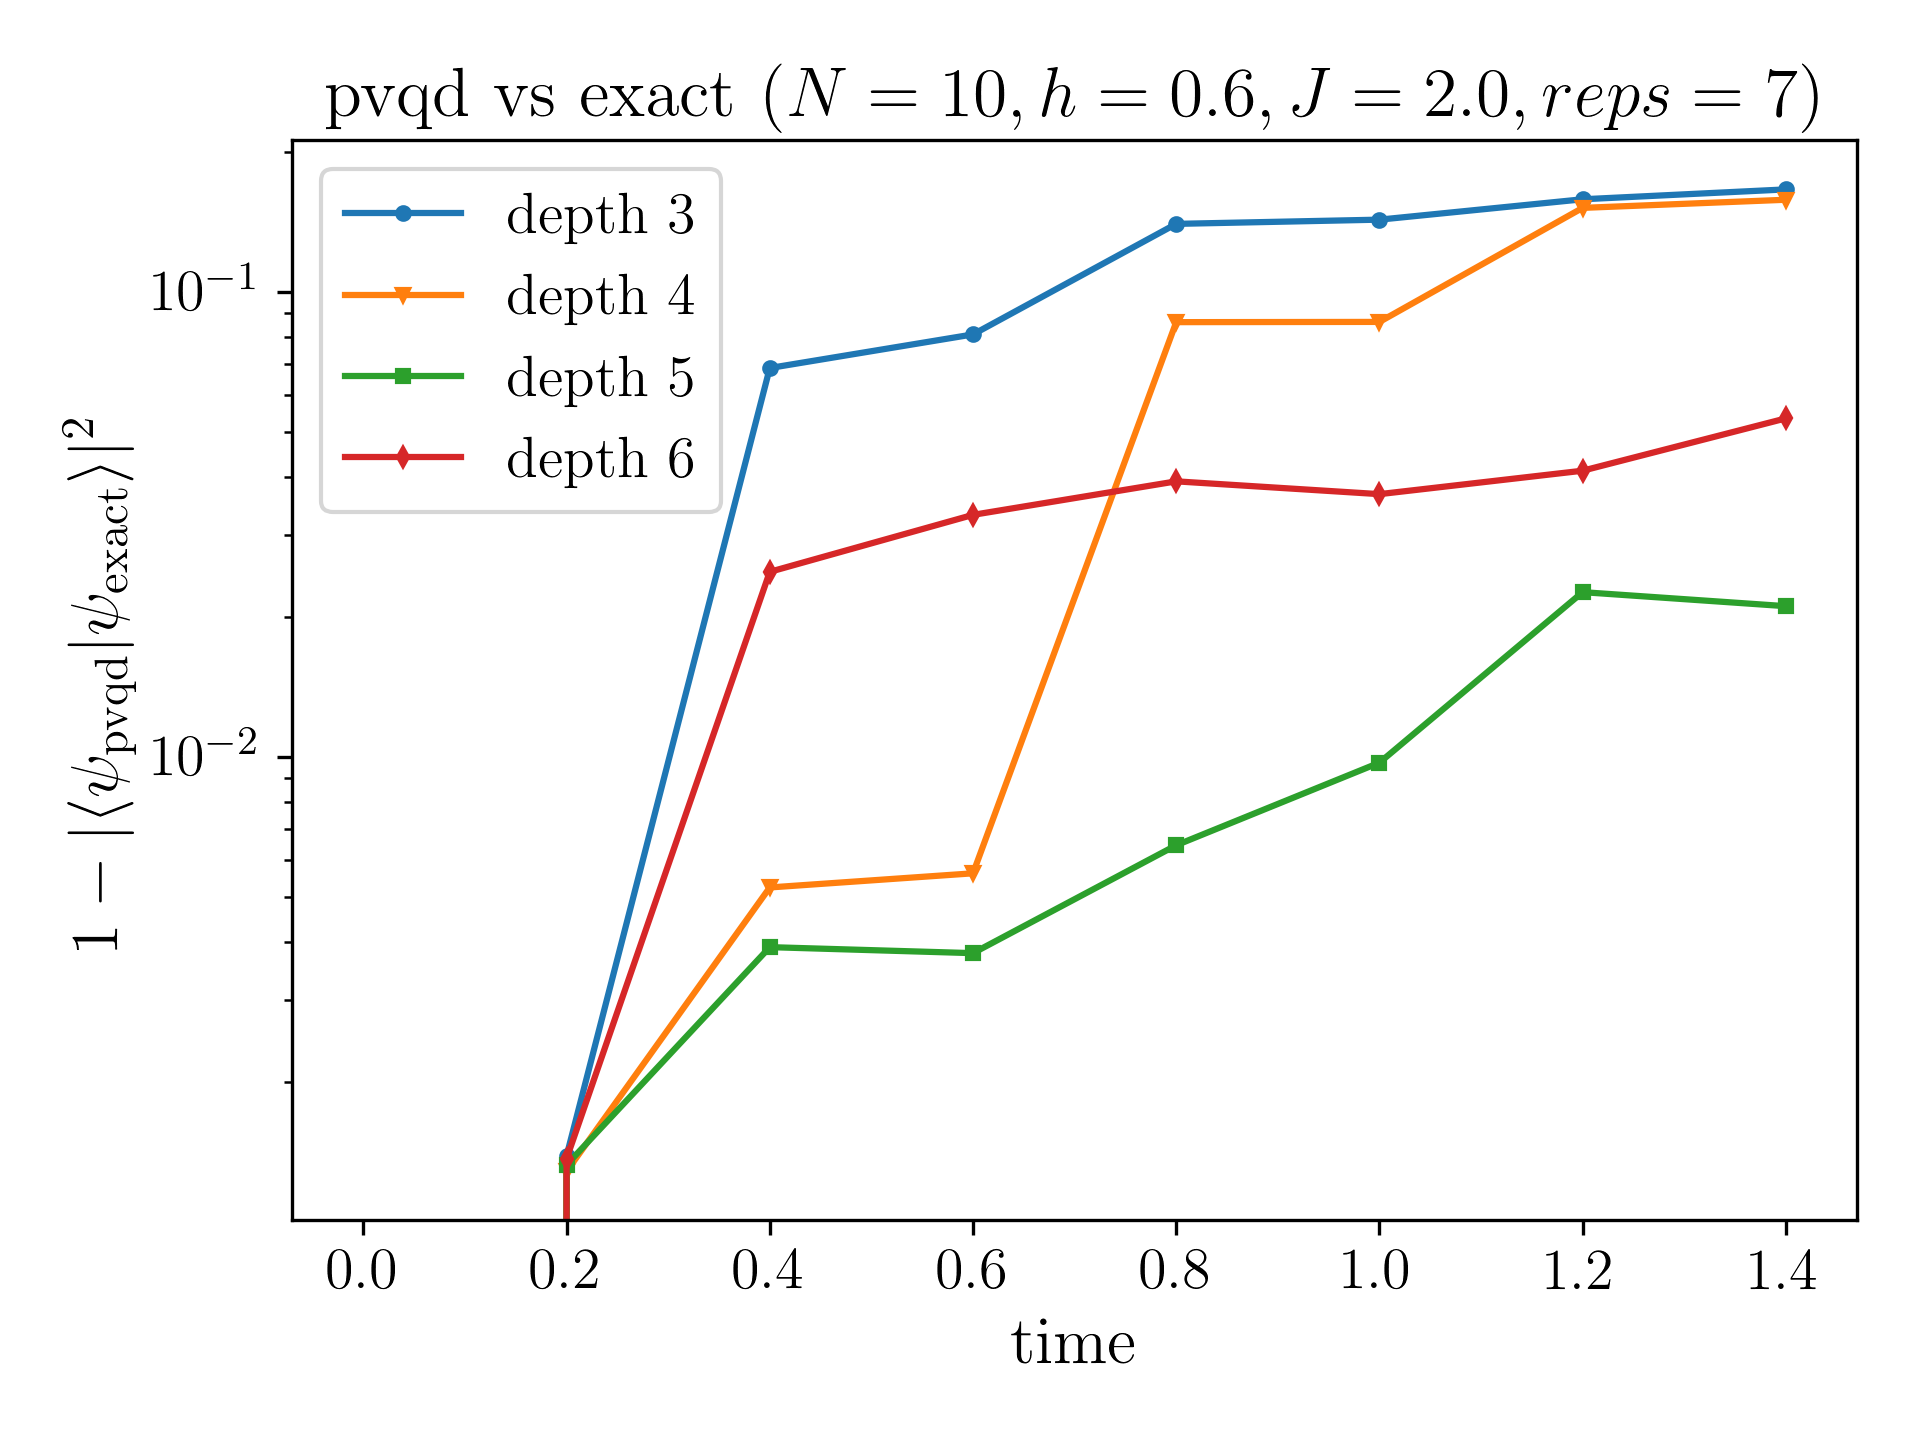 pvqd vs exact (N = 10, h = 0.6, J = 2.0, reps = 7)
depth 3
depth 4
depth 5
depth 6
10⁻¹
10⁻²
1 − |⟨ψ_pvqd|ψ_exact⟩|²
0.0 0.2 0.4 0.6 0.8 1.0 1.2 1.4
time